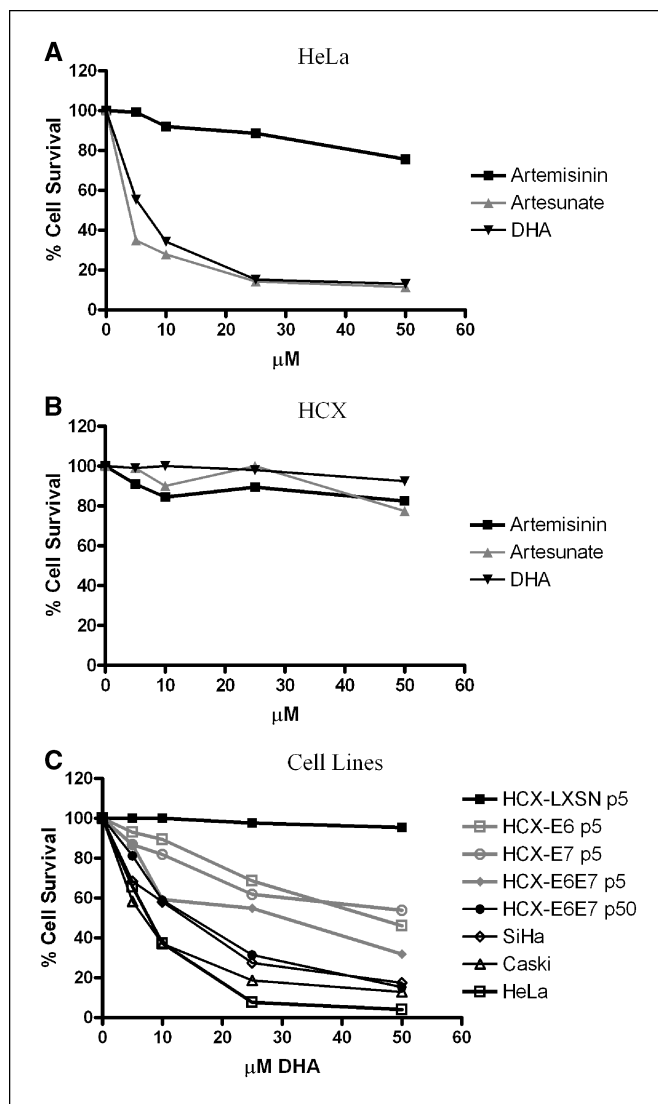 A
HeLa
120
100
80
60
40
20
0
% Cell Survival
0 10 20 30 40 50 60
µM
Artemisinin
Artesunate
DHA
B
HCX
120
100
80
60
40
20
0
% Cell Survival
0 10 20 30 40 50 60
µM
Artemisinin
Artesunate
DHA
C
Cell Lines
120
100
80
60
40
20
0
% Cell Survival
0 10 20 30 40 50 60
µM DHA
HCX-LXSN p5
HCX-E6 p5
HCX-E7 p5
HCX-E6E7 p5
HCX-E6E7 p50
SiHa
Caski
HeLa